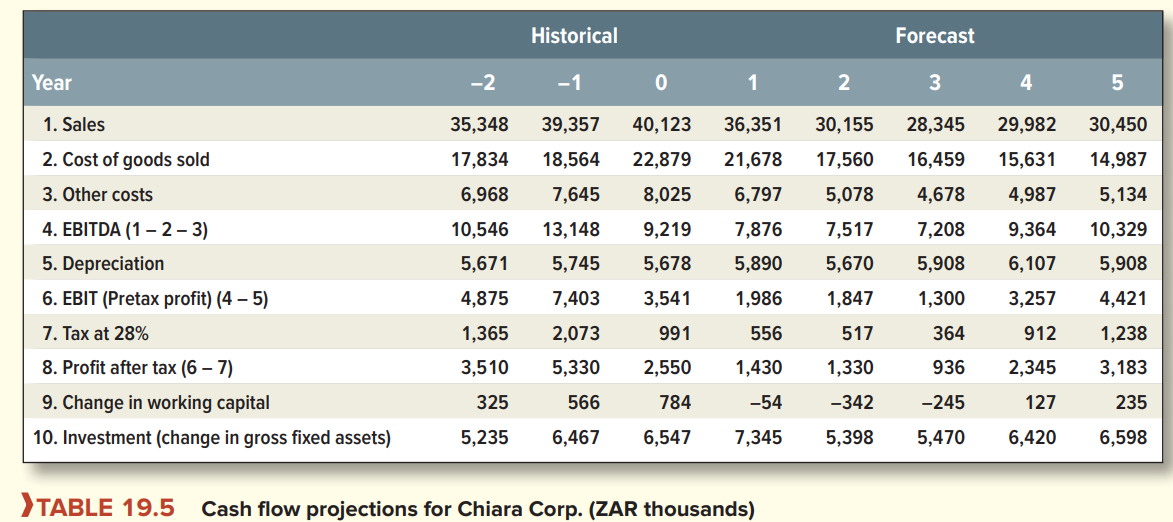 Historical Forecast
Year −2 −1 0 1 2 3 4 5
1. Sales 35,348 39,357 40,123 36,351 30,155 28,345 29,982 30,450
2. Cost of goods sold 17,834 18,564 22,879 21,678 17,560 16,459 15,631 14,987
3. Other costs 6,968 7,645 8,025 6,797 5,078 4,678 4,987 5,134
4. EBITDA (1 − 2 − 3) 10,546 13,148 9,219 7,876 7,517 7,208 9,364 10,329
5. Depreciation 5,671 5,745 5,678 5,890 5,670 5,908 6,107 5,908
6. EBIT (Pretax profit) (4 − 5) 4,875 7,403 3,541 1,986 1,847 1,300 3,257 4,421
7. Tax at 28% 1,365 2,073 991 556 517 364 912 1,238
8. Profit after tax (6 − 7) 3,510 5,330 2,550 1,430 1,330 936 2,345 3,183
9. Change in working capital 325 566 784 −54 −342 −245 127 235
10. Investment (change in gross fixed assets) 5,235 6,467 6,547 7,345 5,398 5,470 6,420 6,598
TABLE 19.5 Cash flow projections for Chiara Corp. (ZAR thousands)